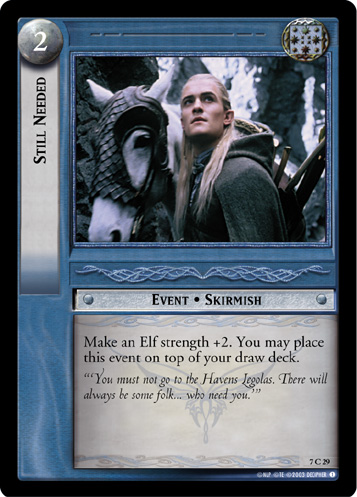 2
STILL NEEDED
EVENT • SKIRMISH
Make an Elf strength +2. You may place
this event on top of your draw deck.
“‘You must not go to the Havens Legolas. There will
always be some folk... who need you.’”
7 C 29